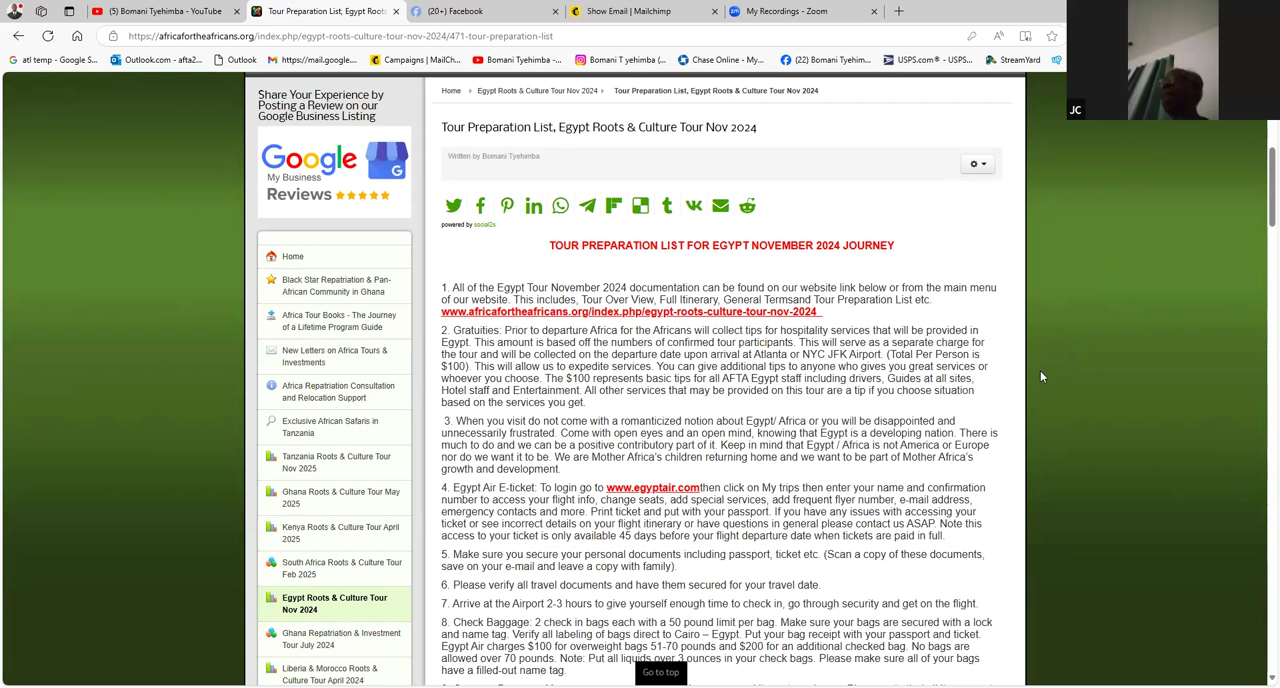 (5) Bomani Tyehimba - YouTube
Tour Preparation List, Egypt Roots
(20+) Facebook
Show Email | Mailchimp
My Recordings - Zoom
https://africafortheafricans.org/index.php/egypt-roots-culture-tour-nov-2024/471-tour-preparation-list
atl temp - Google S...
Outlook.com - afta2...
Outlook
https://mail.google....
Campaigns | MailCh...
Bomani Tyehimba -...
Bomani T yehimba (...
Chase Online - My...
(22) Bomani Tyehim...
USPS.com® - USPS...
StreamYard
JC
Share Your Experience by
Posting a Review on our
Google Business Listing
Google
My Business
Reviews
Home
Black Star Repatriation & Pan-
African Community in Ghana
Africa Tour Books - The Journey
of a Lifetime Program Guide
New Letters on Africa Tours &
Investments
Africa Repatriation Consultation
and Relocation Support
Exclusive African Safaris in
Tanzania
Tanzania Roots & Culture Tour
Nov 2025
Ghana Roots & Culture Tour May
2025
Kenya Roots & Culture Tour April
2025
South Africa Roots & Culture Tour
Feb 2025
Egypt Roots & Culture Tour
Nov 2024
Ghana Repatriation & Investment
Tour July 2024
Liberia & Morocco Roots &
Culture Tour April 2024
Home Egypt Roots & Culture Tour Nov 2024 Tour Preparation List, Egypt Roots & Culture Tour Nov 2024
Tour Preparation List, Egypt Roots & Culture Tour Nov 2024
Written by Bomani Tyehimba
powered by social2s
TOUR PREPARATION LIST FOR EGYPT NOVEMBER 2024 JOURNEY
1. All of the Egypt Tour November 2024 documentation can be found on our website link below or from the main menu
of our website. This includes, Tour Over View, Full Itinerary, General Termsand Tour Preparation List etc.
www.africafortheafricans.org/index.php/egypt-roots-culture-tour-nov-2024
2. Gratuities: Prior to departure Africa for the Africans will collect tips for hospitality services that will be provided in
Egypt. This amount is based off the numbers of confirmed tour participants. This will serve as a separate charge for
the tour and will be collected on the departure date upon arrival at Atlanta or NYC JFK Airport. (Total Per Person is
$100). This will allow us to expedite services. You can give additional tips to anyone who gives you great services or
whoever you choose. The $100 represents basic tips for all AFTA Egypt staff including drivers, Guides at all sites,
Hotel staff and Entertainment. All other services that may be provided on this tour are a tip if you choose situation
based on the services you get.
3. When you visit do not come with a romanticized notion about Egypt/ Africa or you will be disappointed and
unnecessarily frustrated. Come with open eyes and an open mind, knowing that Egypt is a developing nation. There is
much to do and we can be a positive contributory part of it. Keep in mind that Egypt / Africa is not America or Europe
nor do we want it to be. We are Mother Africa's children returning home and we want to be part of Mother Africa's
growth and development.
4. Egypt Air E-ticket: To login go to www.egyptair.comthen click on My trips then enter your name and confirmation
number to access your flight info, change seats, add special services, add frequent flyer number, e-mail address,
emergency contacts and more. Print ticket and put with your passport. If you have any issues with accessing your
ticket or see incorrect details on your flight itinerary or have questions in general please contact us ASAP. Note this
access to your ticket is only available 45 days before your flight departure date when tickets are paid in full.
5. Make sure you secure your personal documents including passport, ticket etc. (Scan a copy of these documents,
save on your e-mail and leave a copy with family).
6. Please verify all travel documents and have them secured for your travel date.
7. Arrive at the Airport 2-3 hours to give yourself enough time to check in, go through security and get on the flight.
8. Check Baggage: 2 check in bags each with a 50 pound limit per bag. Make sure your bags are secured with a lock
and name tag. Verify all labeling of bags direct to Cairo – Egypt. Put your bag receipt with your passport and ticket.
Egypt Air charges $100 for overweight bags 51-70 pounds and $200 for an additional checked bag. No bags are
allowed over 70 pounds. Note: Put all liquids over 3 ounces in your check bags. Please make sure all of your bags
have a filled-out name tag.
Go to top